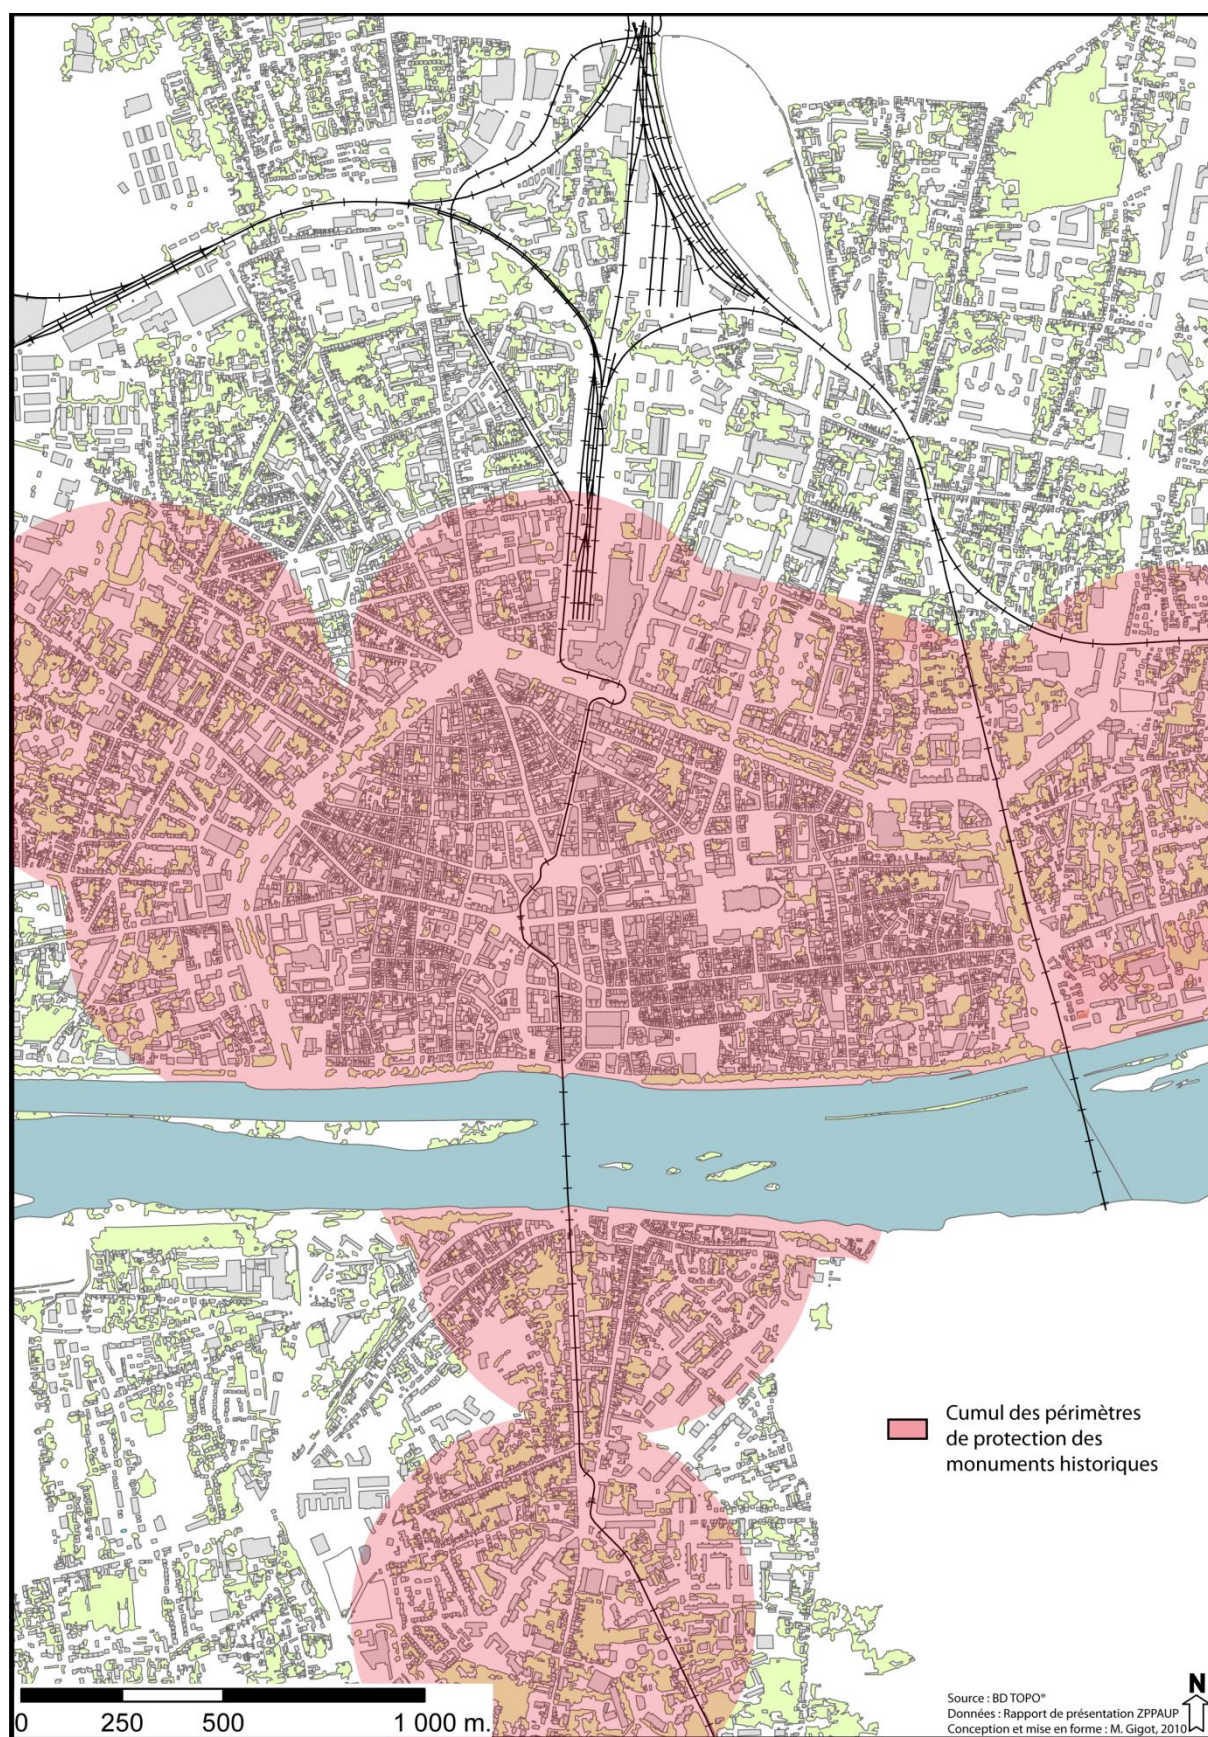 Cumul des périmètres
de protection des
monuments historiques
N
Source : BD TOPO®
Données : Rapport de présentation ZPPAUP
Conception et mise en forme : M. Gigot, 2010
0 250 500 1 000 m.